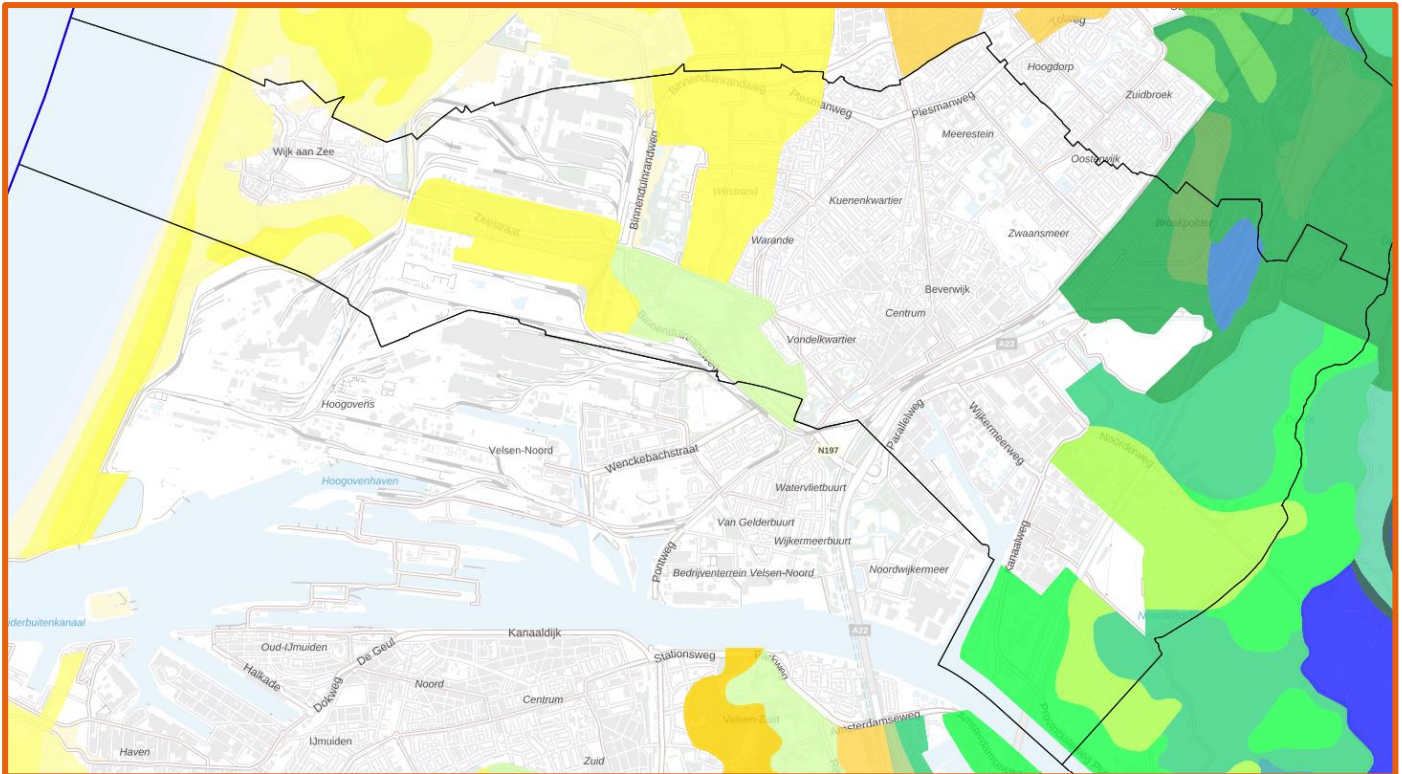 Hoogdorp
Zuidbroek
Binnenduinrandweg
Plesmanweg
Plesmanweg
Meerestein
Wijk aan Zee
Oosterwijk
Binnenduinrandweg
Westrand
Kuenenkwartier
Zeestraat
Broekpolder
Warande
Zwaansmeer
Beverwijk
Centrum
Vondelkwartier
A22
Hoogovens
Parallelweg
Wijkermeerweg
Noorderweg
Velsen-Noord
Wenckebachstraat
N197
Hoogovenhaven
Watervlietbuurt
Van Gelderbuurt
Wijkermeerbuurt
Kanaalweg
Pontweg
Bedrijventerrein Velsen-Noord
Noordwijkermeer
iderbuitenkanaal
A22
Oud-IJmuiden
De Geul
Kanaaldijk
Stationsweg
Halkade
Dokweg
Noord
Centrum
Velsen-Zuid
Amsterdamseweg
IJmuiden
Haven
Zuid